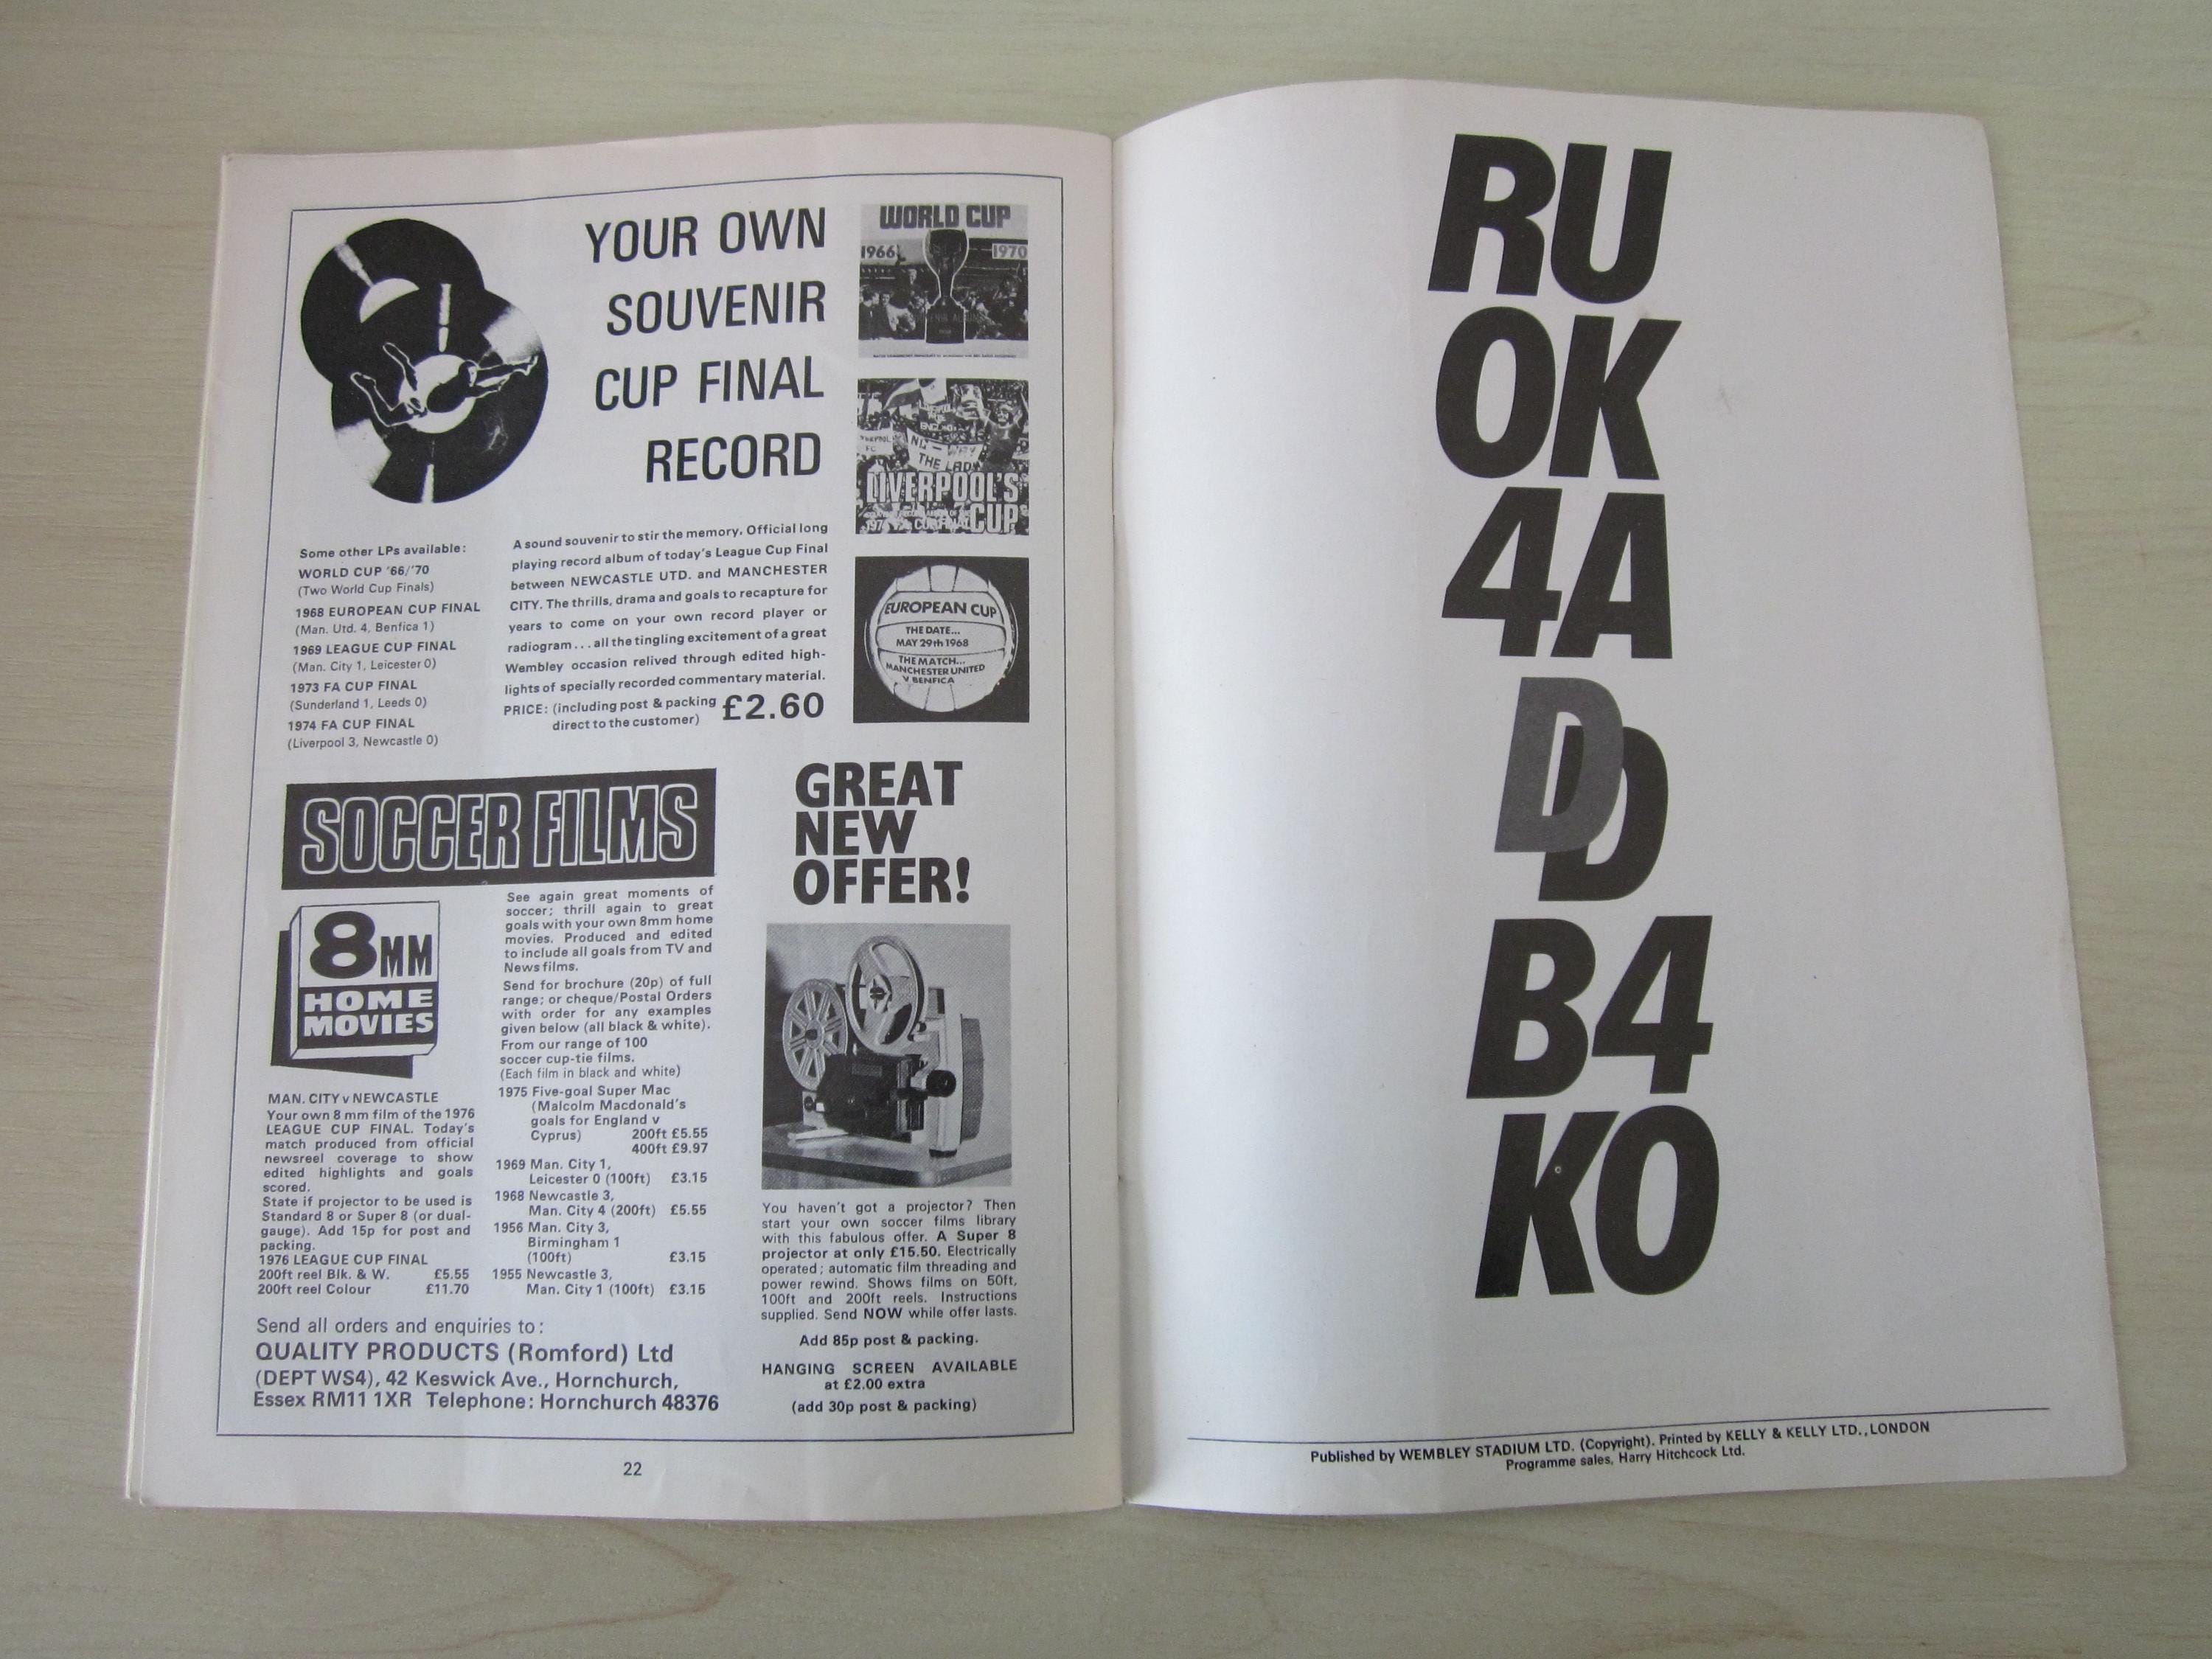 YOUR OWN
SOUVENIR
CUP FINAL
RECORD
WORLD CUP
1966 1970
LIVERPOOL'S
CUP
EUROPEAN CUP
THE DATE...
MAY 29th 1968
THE MATCH...
MANCHESTER UNITED
V BENFICA
Some other LPs available:
WORLD CUP '66/'70
(Two World Cup Finals)
1968 EUROPEAN CUP FINAL
(Man. Utd. 4, Benfica 1)
1969 LEAGUE CUP FINAL
(Man. City 1, Leicester 0)
1973 FA CUP FINAL
(Sunderland 1, Leeds 0)
1974 FA CUP FINAL
(Liverpool 3, Newcastle 0)
A sound souvenir to stir the memory. Official long
playing record album of today's League Cup Final
between NEWCASTLE UTD. and MANCHESTER
CITY. The thrills, drama and goals to recapture for
years to come on your own record player or
radiogram...all the tingling excitement of a great
Wembley occasion relived through edited high-
lights of specially recorded commentary material.
PRICE: (including post & packing £2.60
direct to the customer)
SOCCER FILMS
8MM
HOME
MOVIES
See again great moments of
soccer; thrill again to great
goals with your own 8mm home
movies. Produced and edited
to include all goals from TV and
News films.
Send for brochure (20p) of full
range; or cheque/Postal Orders
with order for any examples
given below (all black & white).
From our range of 100
soccer cup-tie films.
(Each film in black and white)
1975 Five-goal Super Mac
(Malcolm Macdonald's
goals for England v
Cyprus) 200ft £5.55
400ft £9.97
1969 Man. City 1,
Leicester 0 (100ft) £3.15
1968 Newcastle 3,
Man. City 4 (200ft) £5.55
1956 Man. City 3,
Birmingham 1
(100ft) £3.15
1955 Newcastle 3,
Man. City 1 (100ft) £3.15
MAN. CITY v NEWCASTLE
Your own 8 mm film of the 1976
LEAGUE CUP FINAL. Today's
match produced from official
newsreel coverage to show
edited highlights and goals
scored.
State if projector to be used is
Standard 8 or Super 8 (or dual-
gauge). Add 15p for post and
packing.
1976 LEAGUE CUP FINAL
200ft reel Blk. & W. £5.55
200ft reel Colour £11.70
GREAT
NEW
OFFER!
You haven't got a projector? Then
start your own soccer films library
with this fabulous offer. A Super 8
projector at only £15.50. Electrically
operated; automatic film threading and
power rewind. Shows films on 50ft,
100ft and 200ft reels. Instructions
supplied. Send NOW while offer lasts.
Add 85p post & packing.
HANGING SCREEN AVAILABLE
at £2.00 extra
(add 30p post & packing)
Send all orders and enquiries to:
QUALITY PRODUCTS (Romford) Ltd
(DEPT WS4), 42 Keswick Ave., Hornchurch,
Essex RM11 1XR Telephone: Hornchurch 48376
22
RU
OK
4A
DD
B4
KO
Published by WEMBLEY STADIUM LTD. (Copyright). Printed by KELLY & KELLY LTD., LONDON
Programme sales, Harry Hitchcock Ltd.